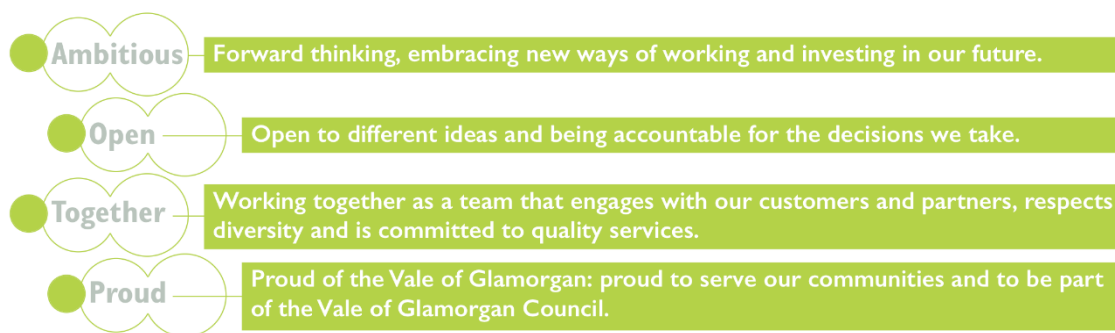 Ambitious
Forward thinking, embracing new ways of working and investing in our future.
Open
Open to different ideas and being accountable for the decisions we take.
Together
Working together as a team that engages with our customers and partners, respects
diversity and is committed to quality services.
Proud
Proud of the Vale of Glamorgan: proud to serve our communities and to be part
of the Vale of Glamorgan Council.